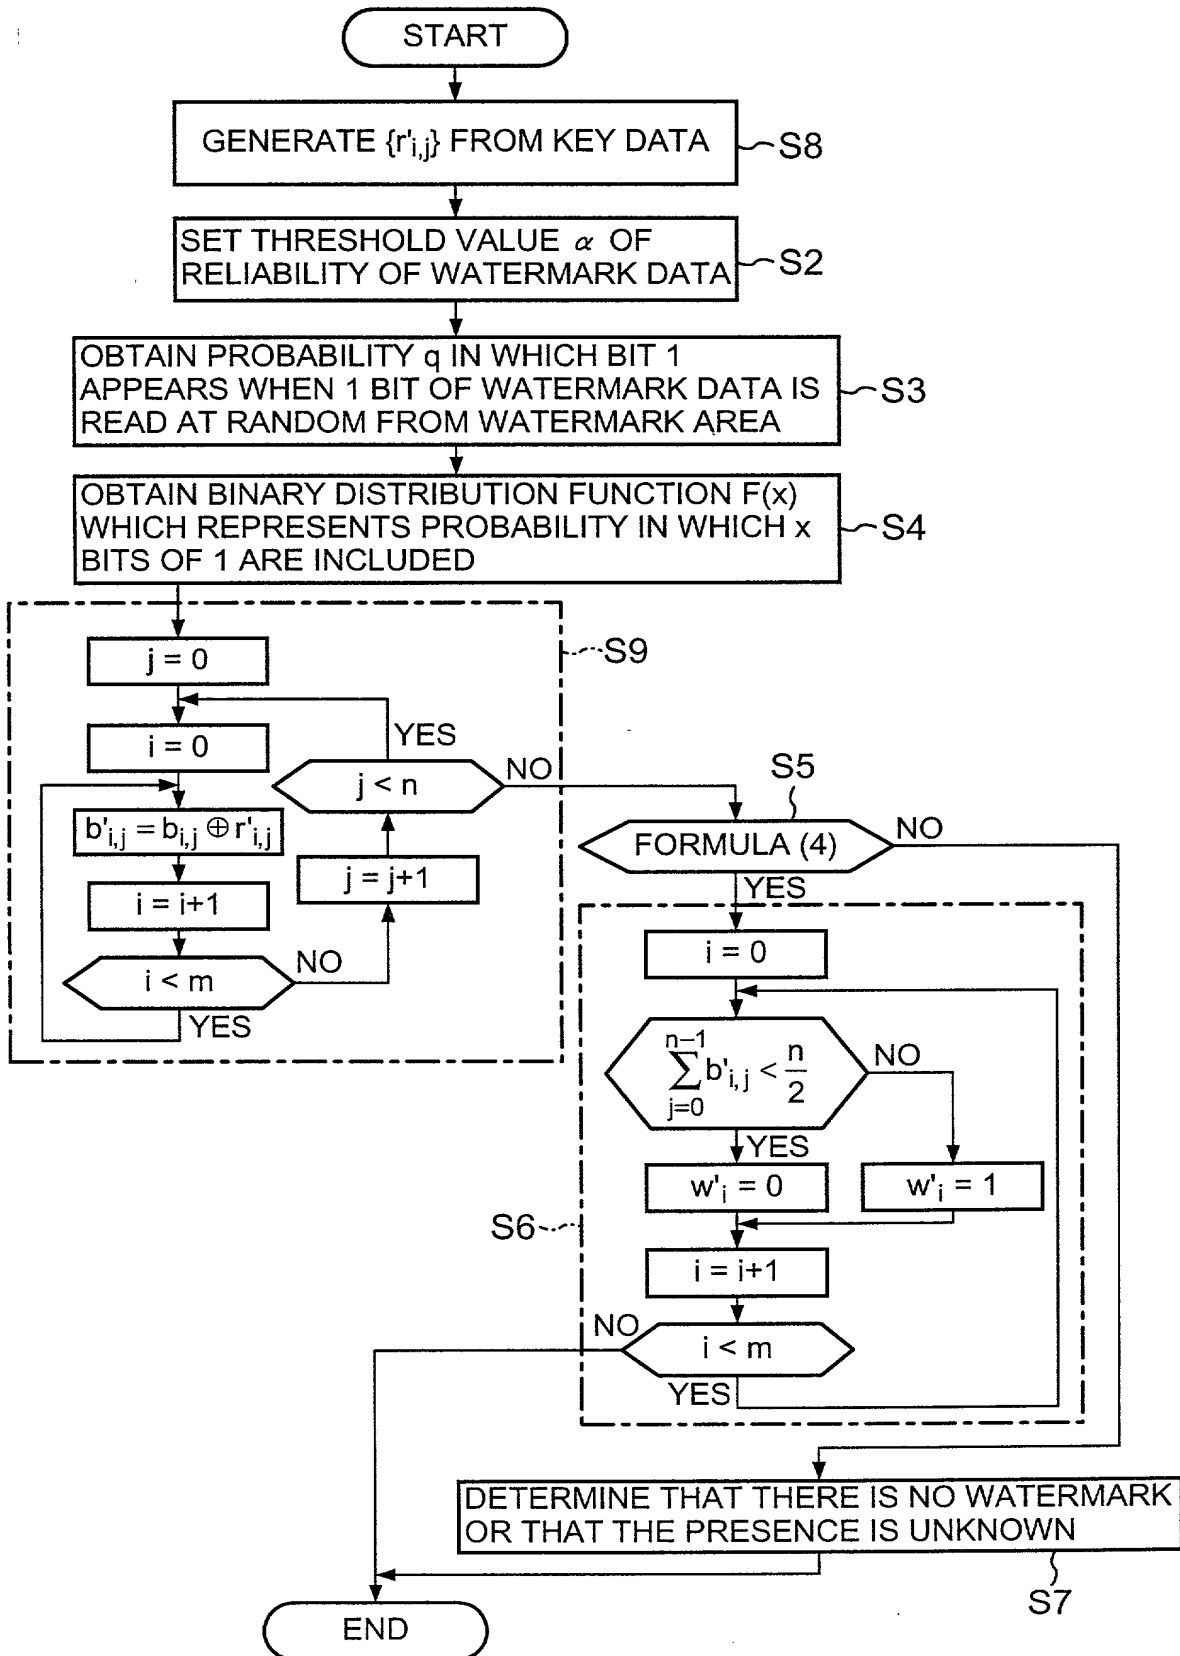 START
GENERATE {r'i,j} FROM KEY DATA
S8
SET THRESHOLD VALUE α OF
RELIABILITY OF WATERMARK DATA
S2
OBTAIN PROBABILITY q IN WHICH BIT 1
APPEARS WHEN 1 BIT OF WATERMARK DATA IS
READ AT RANDOM FROM WATERMARK AREA
S3
OBTAIN BINARY DISTRIBUTION FUNCTION F(x)
WHICH REPRESENTS PROBABILITY IN WHICH x
BITS OF 1 ARE INCLUDED
S4
S9
j = 0
i = 0
b'i,j = bi,j ⊕ r'i,j
i = i+1
i < m
YES
NO
j = j+1
j < n
YES
NO
S5
FORMULA (4)
NO
YES
S6
i = 0
n−1
∑ b'i,j < n/2
j=0
NO
YES
w'i = 0
w'i = 1
i = i+1
i < m
NO
YES
DETERMINE THAT THERE IS NO WATERMARK
OR THAT THE PRESENCE IS UNKNOWN
S7
END